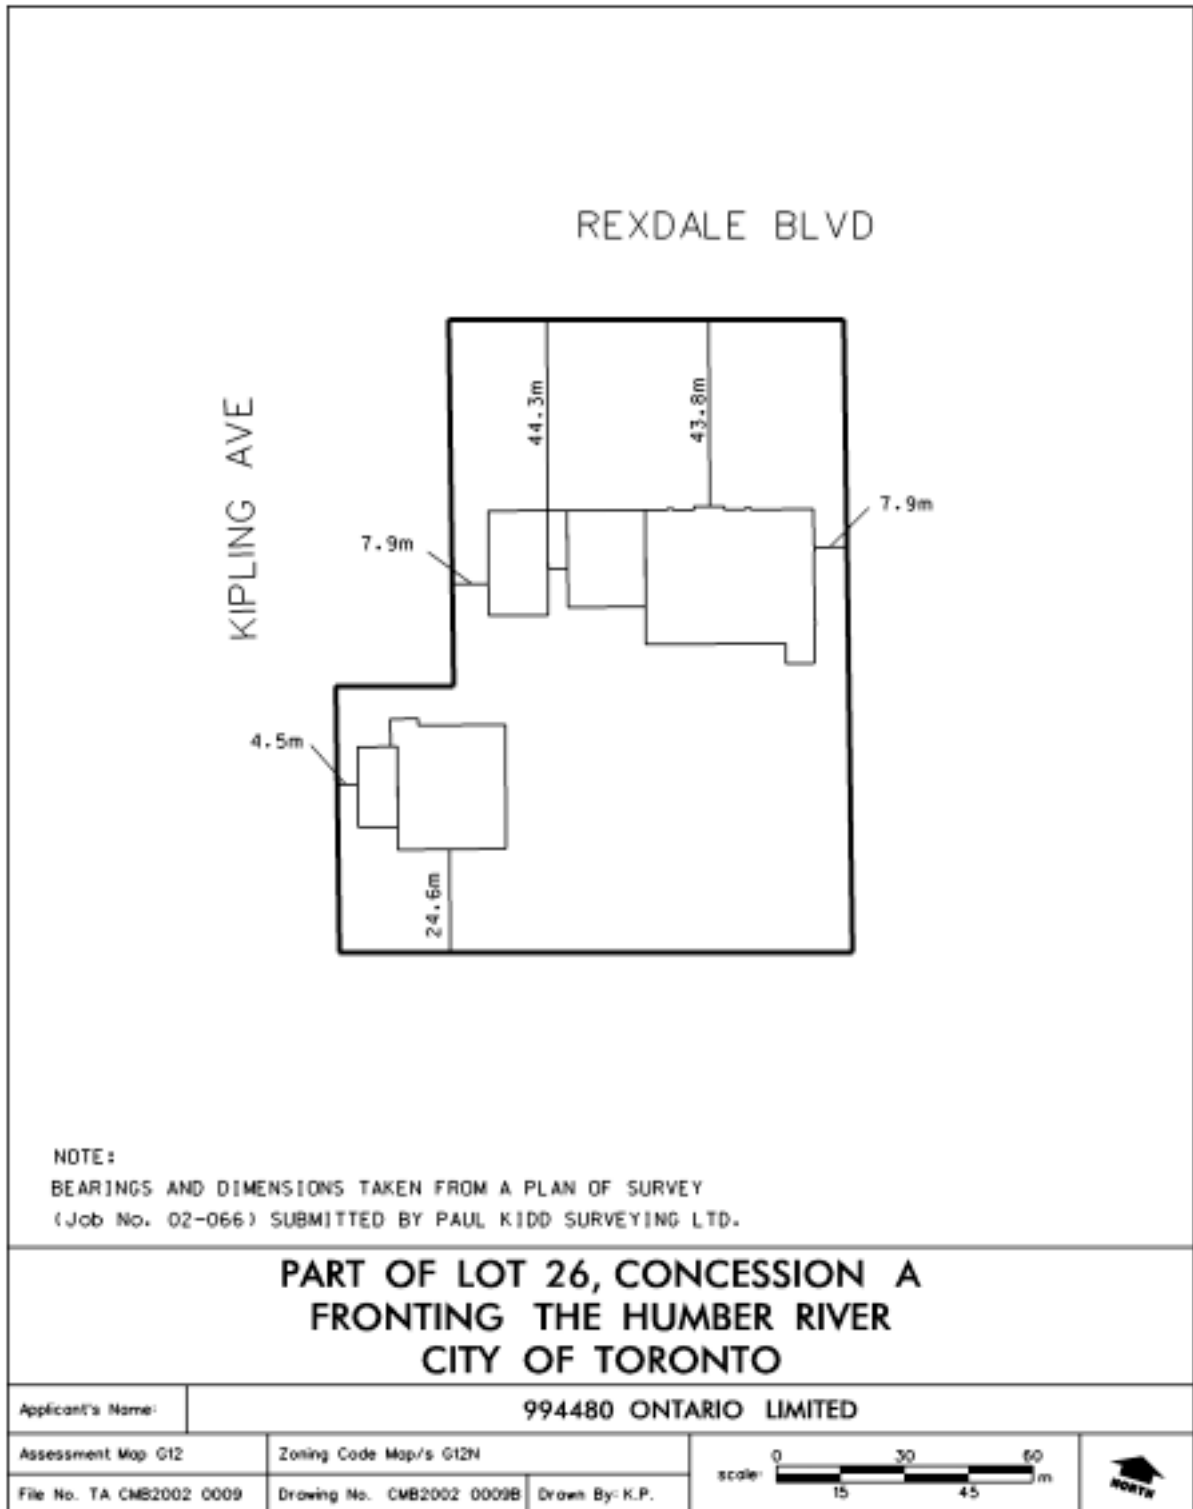 REXDALE BLVD
KIPLING AVE
44.3m
43.8m
7.9m
7.9m
4.5m
24.6m
NOTE:
BEARINGS AND DIMENSIONS TAKEN FROM A PLAN OF SURVEY
(Job No. 02-066) SUBMITTED BY PAUL KIDD SURVEYING LTD.
PART OF LOT 26, CONCESSION A
FRONTING THE HUMBER RIVER
CITY OF TORONTO
Applicant's Name:
994480 ONTARIO LIMITED
Assessment Map G12
Zoning Code Map/s G12N
File No. TA CMB2002 0009
Drawing No. CMB2002 0009B
Drawn By: K.P.
scale:
0 30 60
m
15 45
NORTH